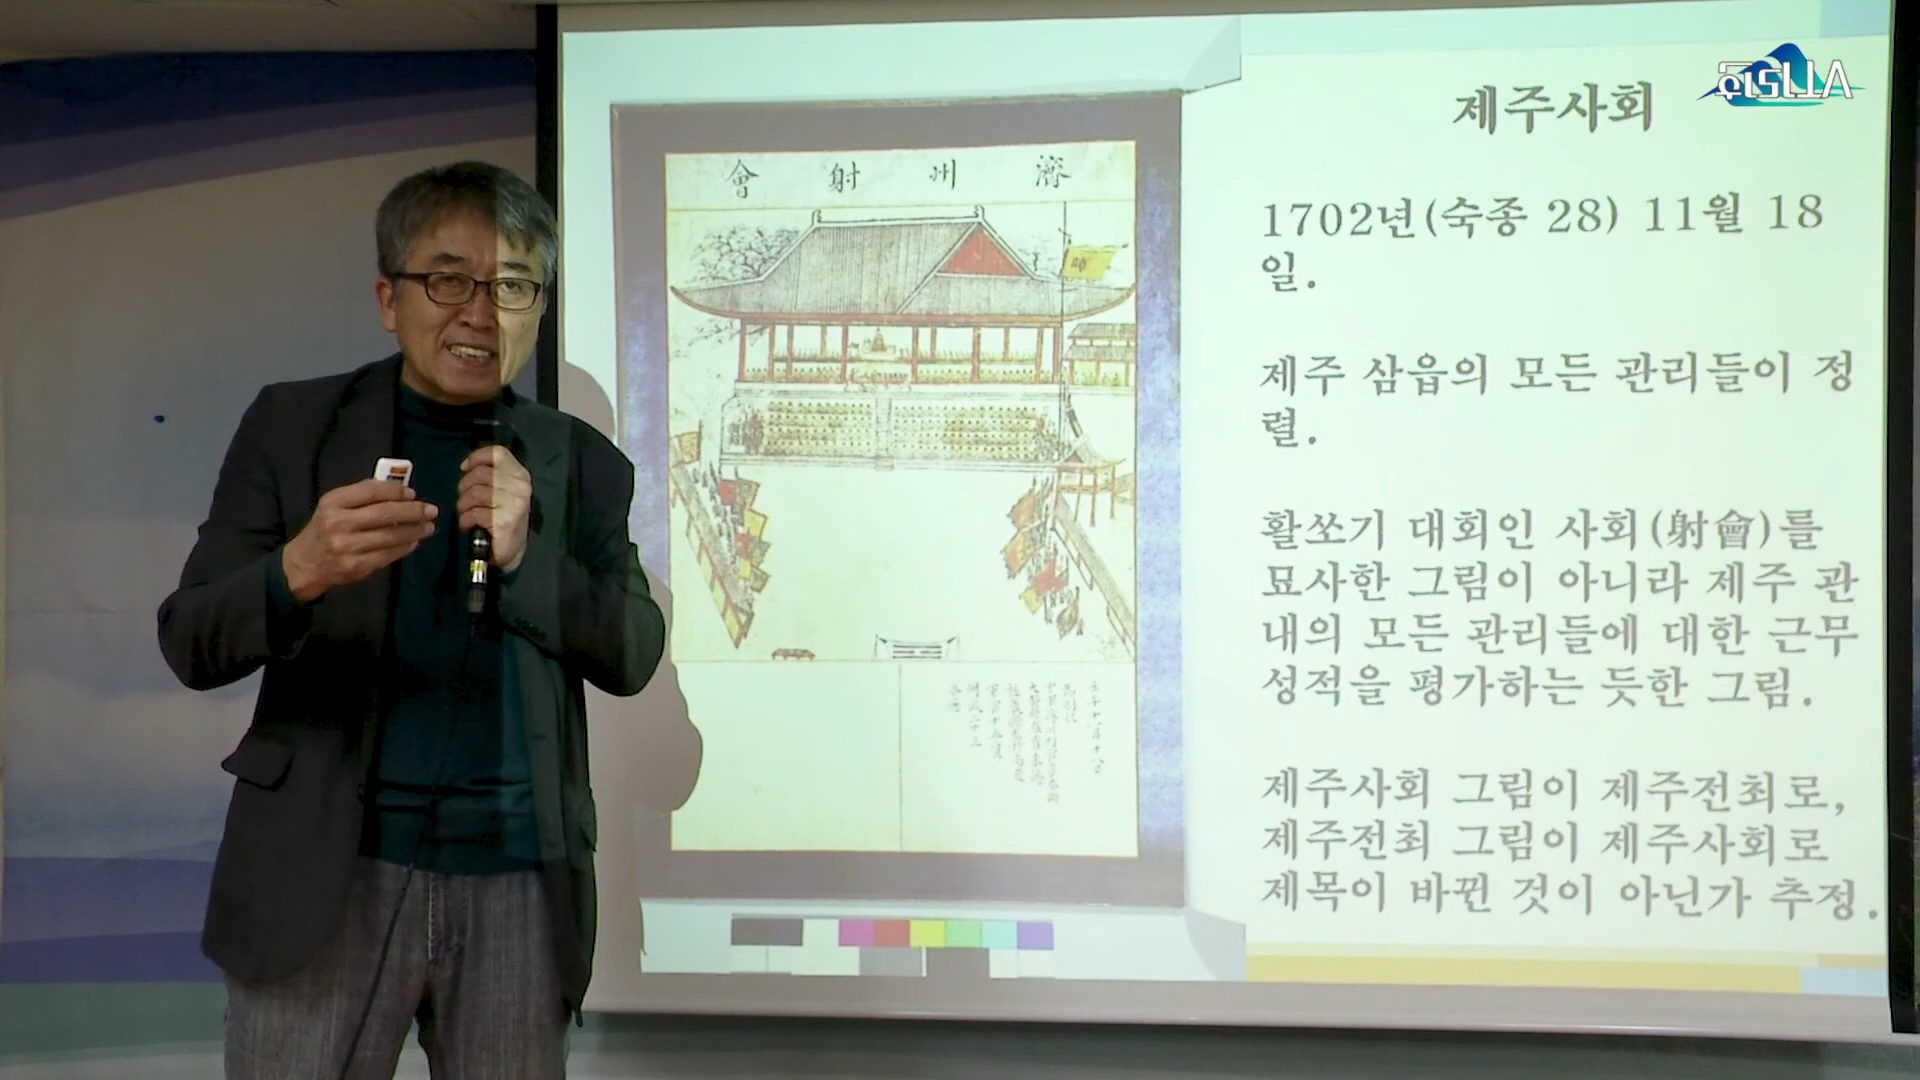 제주사회
1702년(숙종 28) 11월 18
일.
제주 삼읍의 모든 관리들이 정
렬.
활쏘기 대회인 사회(射會)를
묘사한 그림이 아니라 제주 관
내의 모든 관리들에 대한 근무
성적을 평가하는 듯한 그림.
제주사회 그림이 제주전최로,
제주전최 그림이 제주사회로
제목이 바뀐 것이 아닌가 추정.
會射州濟